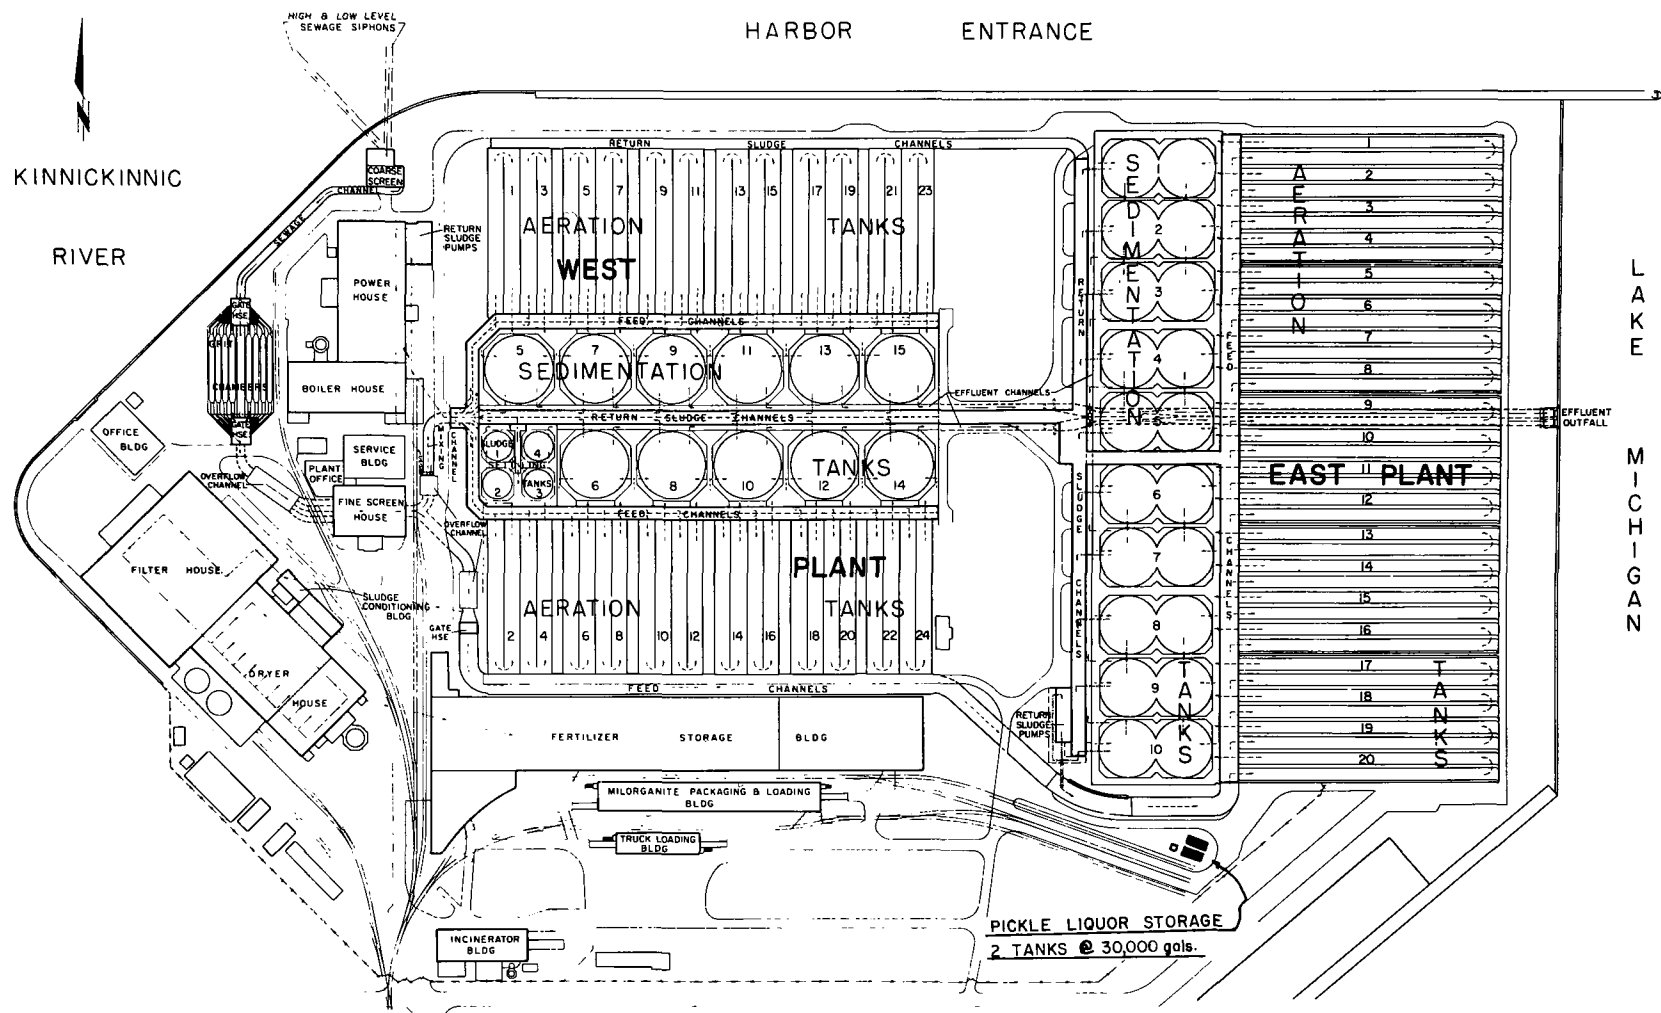 HIGH & LOW LEVEL
SEWAGE SIPHONS
HARBOR ENTRANCE
KINNICKINNIC
RIVER
COARSE
SCREEN
CHANNEL
SEWAGE
RETURN SLUDGE CHANNELS
1 3 5 7 9 11 13 15 17 19 21 23
AERATION TANKS
WEST
RETURN
SLUDGE
PUMPS
POWER
HOUSE
GATE
HSE.
GRIT
CHAMBERS
GATE
HSE.
BOILER HOUSE
OFFICE
BLDG
SERVICE
BLDG
PLANT
OFFICE
FINE SCREEN
HOUSE
OVERFLOW
CHANNEL
MIXING
CHANNEL
FEED CHANNELS
5 7 9 11 13 15
SEDIMENTATION
RETURN SLUDGE CHANNELS
EFFLUENT CHANNELS
SLUDGE
1 4
SETTLING
2 TANKS
3
6 8 10 12 14
TANKS
FEED CHANNELS
OVERFLOW
CHANNEL
PLANT
AERATION TANKS
2 4 6 8 10 12 14 16 18 20 22 24
GATE
HSE
FEED CHANNELS
FILTER HOUSE
SLUDGE
CONDITIONING
BLDG
DRYER
HOUSE
FERTILIZER STORAGE BLDG
MILORGANITE PACKAGING & LOADING
BLDG
TRUCK LOADING
BLDG
INCINERATOR
BLDG
RETURN
SLUDGE
PUMPS
RETURN
SLUDGE
CHANNELS
SEDIMENTATION
TANKS
1
2
3
4
5
6
7
8
9
10
FEED
CHANNELS
AERATION
TANKS
1
2
3
4
5
6
7
8
9
10
11
12
13
14
15
16
17
18
19
20
EAST PLANT
EFFLUENT
OUTFALL
LAKE
MICHIGAN
PICKLE LIQUOR STORAGE
2 TANKS @ 30,000 gals.